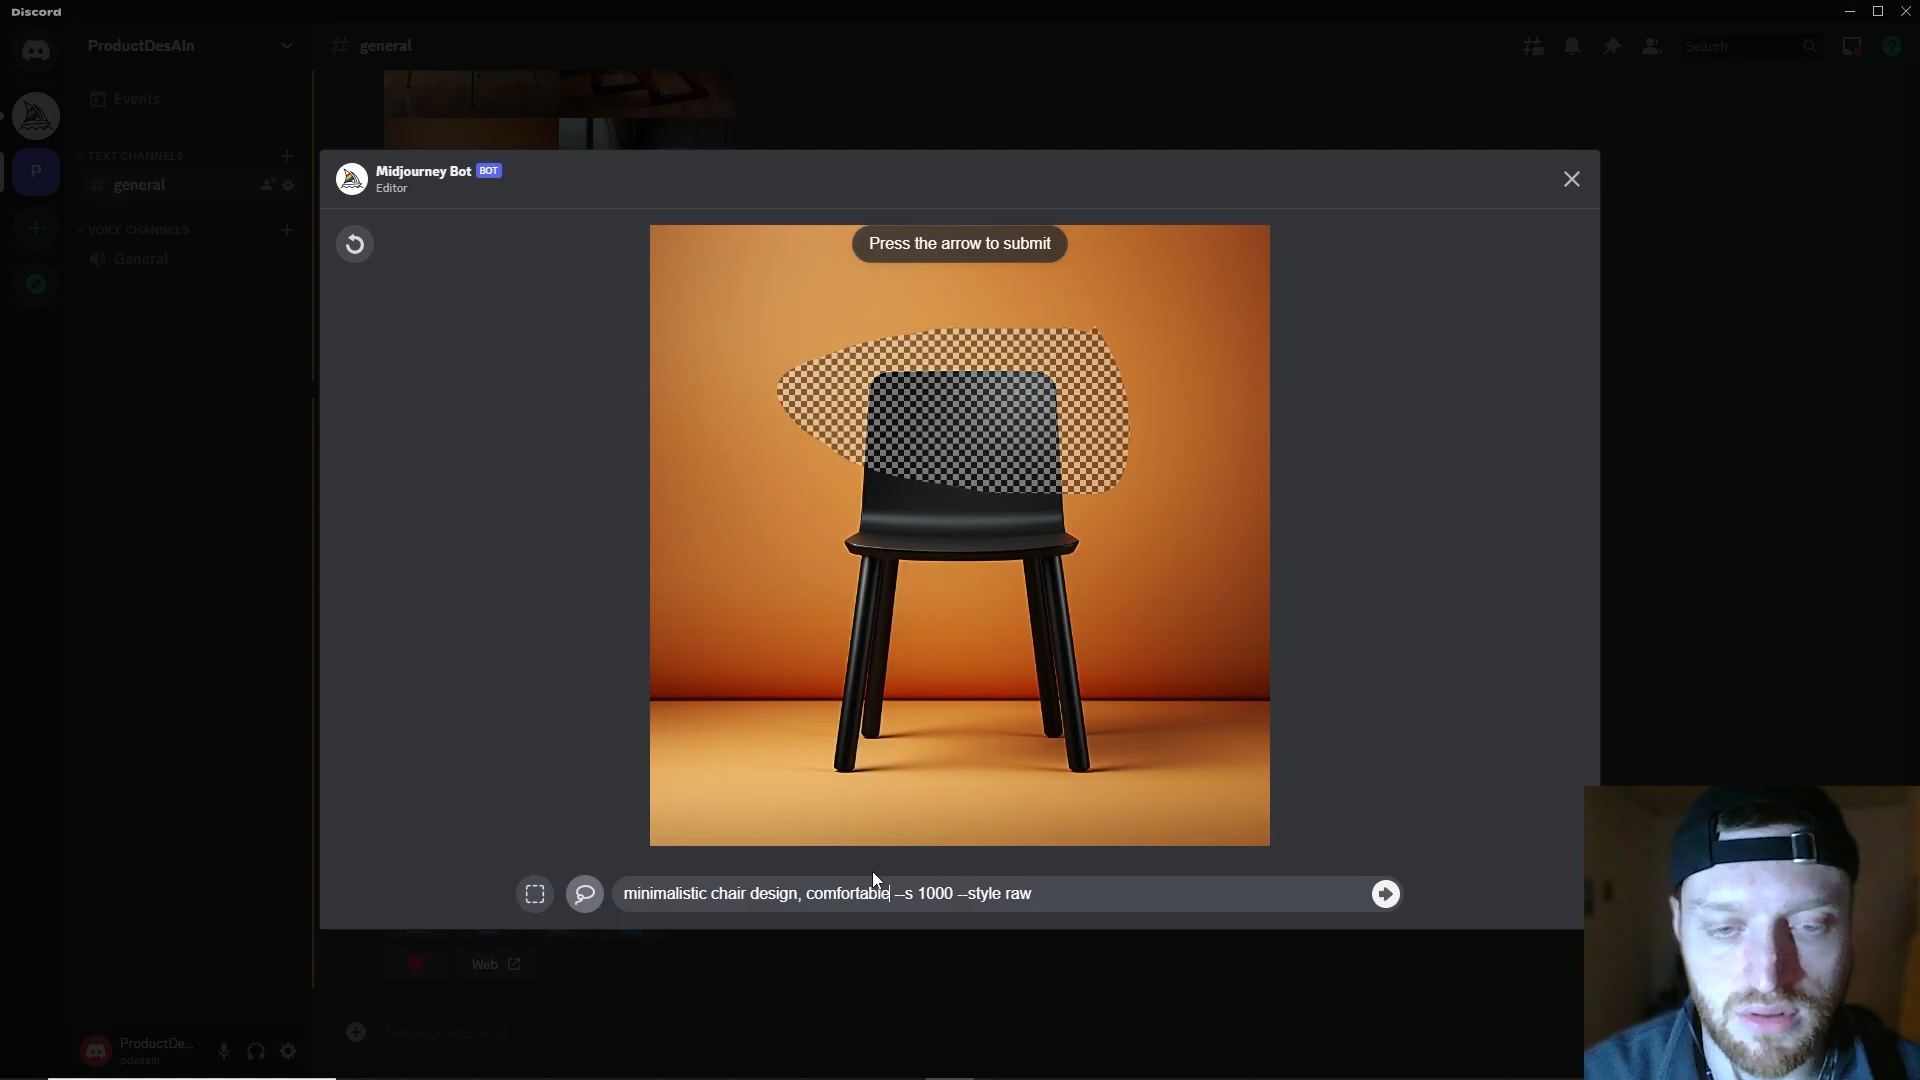 Discord
ProductDesAIn
general
Search
Events
TEXT CHANNELS
general
VOICE CHANNELS
General
P
Midjourney Bot BOT
Editor
Press the arrow to submit
minimalistic chair design, comfortable --s 1000 --style raw
Web
ProductDe...
pdesain